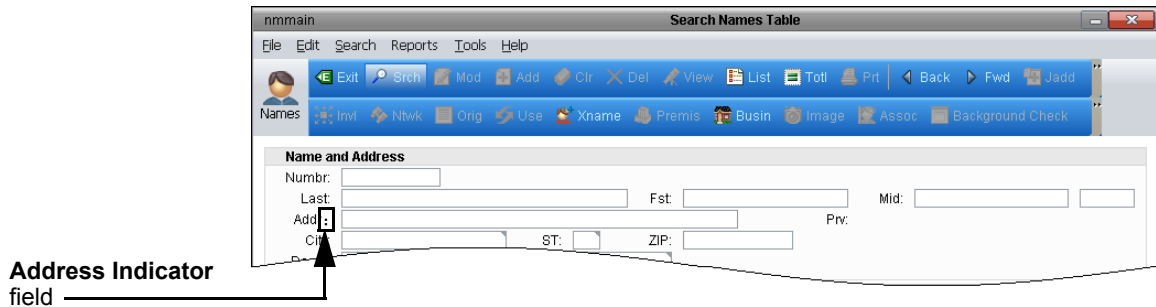 nmmain Search Names Table
File Edit Search Reports Tools Help
Exit Srch Mod Add Clr Del View List Totl Prt Back Fwd Jadd
Names Invl Ntwk Orig Use Xname Premis Busin Image Assoc Background Check
Name and Address
Numbr:
Last: Fst: Mid:
Add : Prv:
City: ST: ZIP:
Address Indicator
field